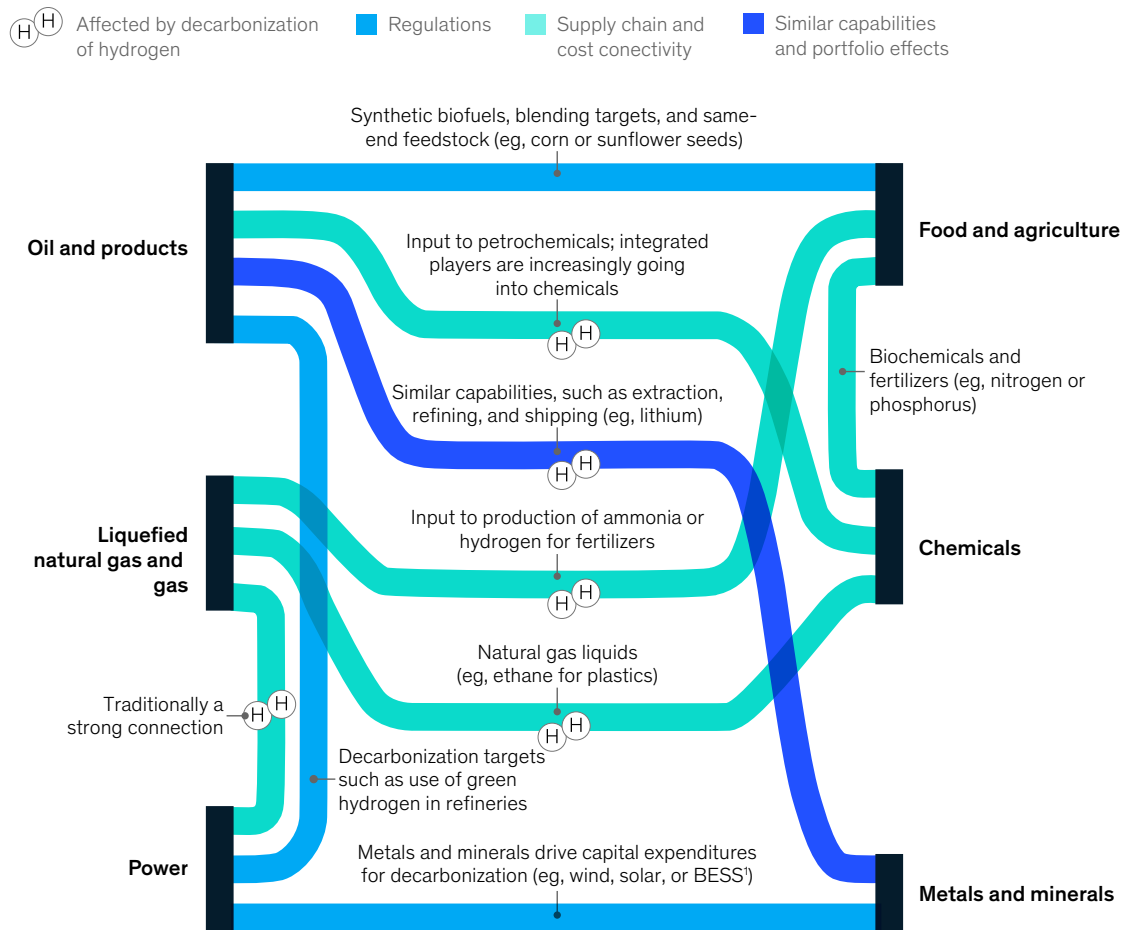 H H
Affected by decarbonization
of hydrogen
Regulations
Supply chain and
cost conectivity
Similar capabilities
and portfolio effects
Synthetic biofuels, blending targets, and same-
end feedstock (eg, corn or sunflower seeds)
Oil and products
Food and agriculture
Input to petrochemicals; integrated
players are increasingly going
into chemicals
H H
Biochemicals and
fertilizers (eg, nitrogen or
phosphorus)
Similar capabilities, such as extraction,
refining, and shipping (eg, lithium)
H H
Liquefied
natural gas and
gas
Input to production of ammonia or
hydrogen for fertilizers
Chemicals
H H
Natural gas liquids
(eg, ethane for plastics)
H H
Traditionally a
strong connection
H H
Decarbonization targets
such as use of green
hydrogen in refineries
Power
Metals and minerals drive capital expenditures
for decarbonization (eg, wind, solar, or BESS¹)
Metals and minerals